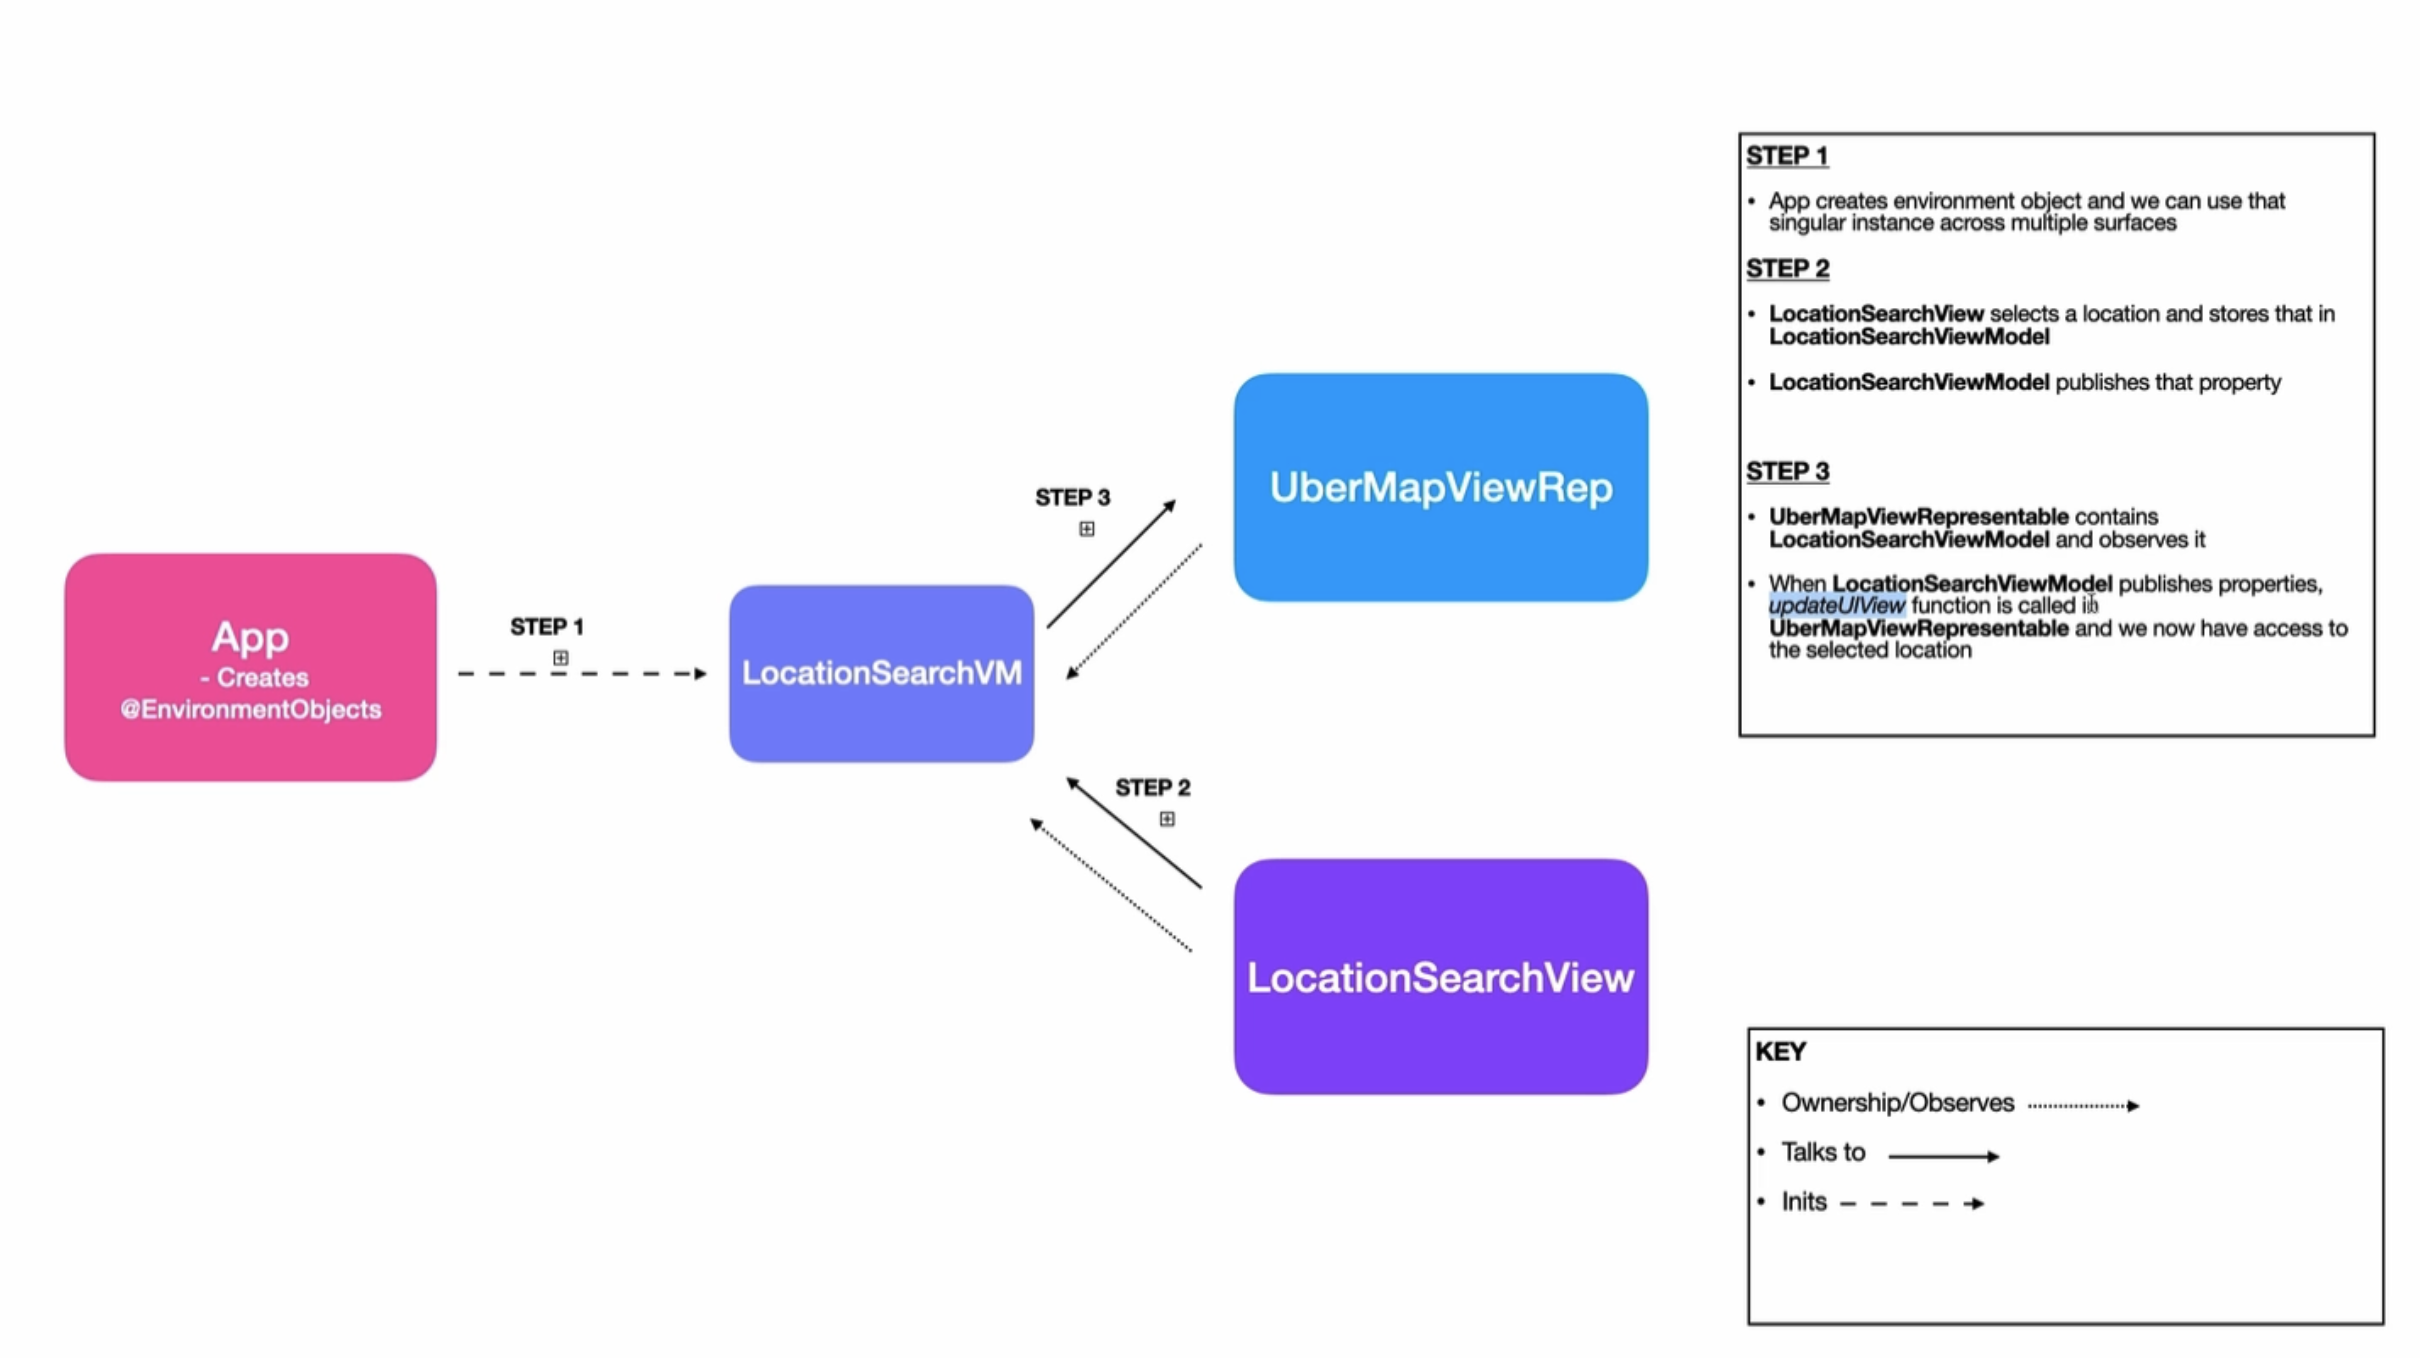 App
- Creates
@EnvironmentObjects
STEP 1
LocationSearchVM
STEP 3
UberMapViewRep
STEP 2
LocationSearchView
STEP 1
• App creates environment object and we can use that
singular instance across multiple surfaces
STEP 2
• LocationSearchView selects a location and stores that in
LocationSearchViewModel
• LocationSearchViewModel publishes that property
STEP 3
• UberMapViewRepresentable contains
LocationSearchViewModel and observes it
• When LocationSearchViewModel publishes properties,
updateUIView function is called in
UberMapViewRepresentable and we now have access to
the selected location
KEY
• Ownership/Observes
• Talks to
• Inits